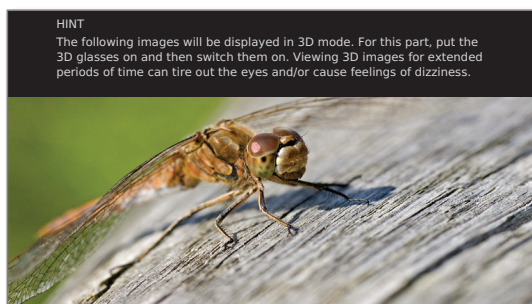 HINT
The following images will be displayed in 3D mode. For this part, put the
3D glasses on and then switch them on. Viewing 3D images for extended
periods of time can tire out the eyes and/or cause feelings of dizziness.